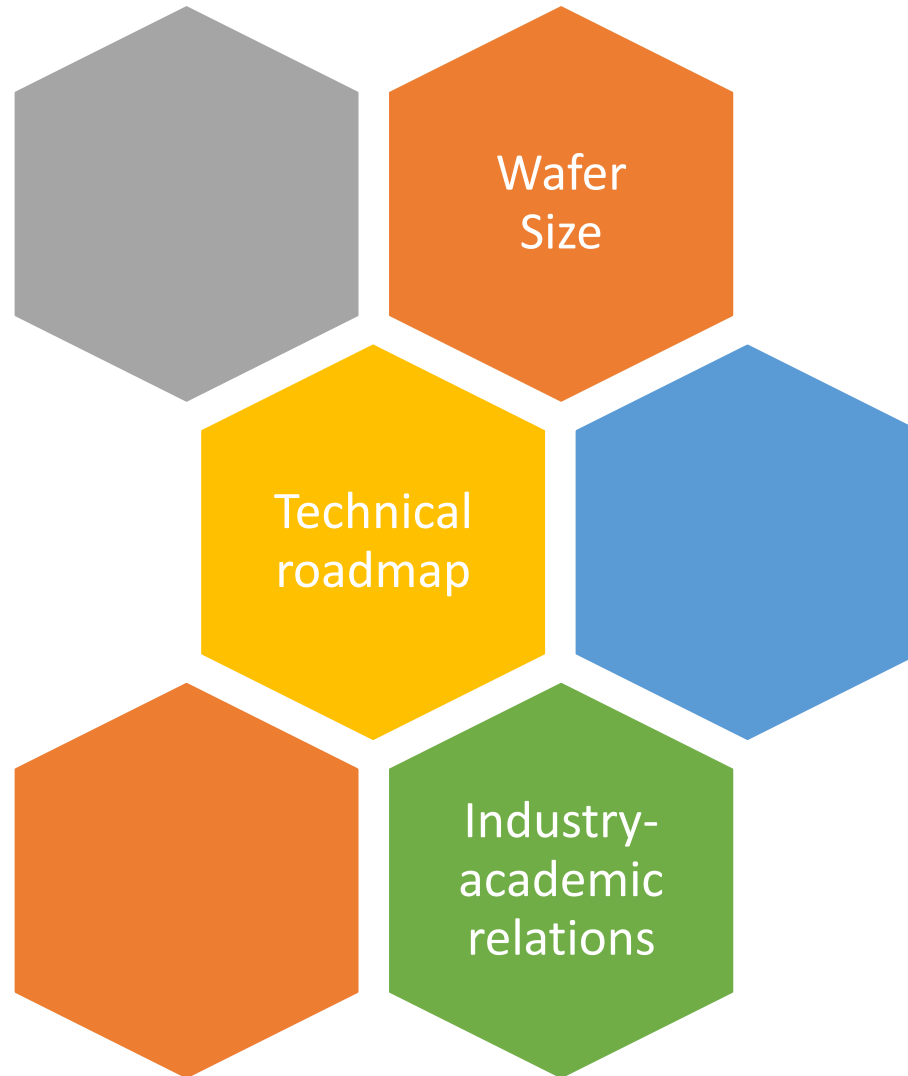 Wafer
Size
Technical
roadmap
Industry-
academic
relations